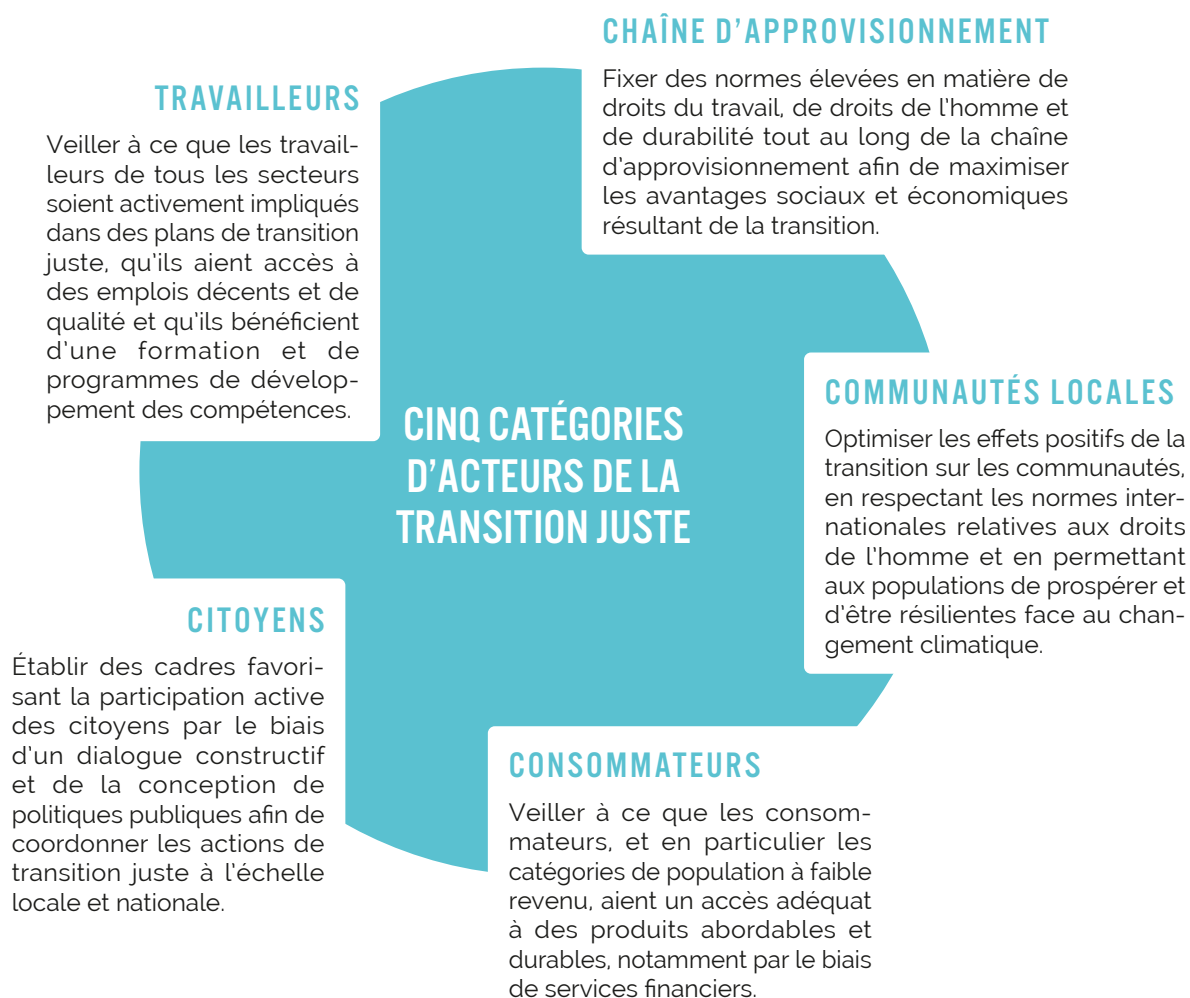 CHAÎNE D'APPROVISIONNEMENT
Fixer des normes élevées en matière de
droits du travail, de droits de l'homme et
de durabilité tout au long de la chaîne
d'approvisionnement afin de maximiser
les avantages sociaux et économiques
résultant de la transition.
TRAVAILLEURS
Veiller à ce que les travail-
leurs de tous les secteurs
soient activement impliqués
dans des plans de transition
juste, qu'ils aient accès à
des emplois décents et de
qualité et qu'ils bénéficient
d'une formation et de
programmes de dévelop-
pement des compétences.
CINQ CATÉGORIES
D'ACTEURS DE LA
TRANSITION JUSTE
COMMUNAUTÉS LOCALES
Optimiser les effets positifs de la
transition sur les communautés,
en respectant les normes inter-
nationales relatives aux droits
de l'homme et en permettant
aux populations de prospérer et
d'être résilientes face au chan-
gement climatique.
CITOYENS
Établir des cadres favori-
sant la participation active
des citoyens par le biais
d'un dialogue constructif
et de la conception de
politiques publiques afin de
coordonner les actions de
transition juste à l'échelle
locale et nationale.
CONSOMMATEURS
Veiller à ce que les consom-
mateurs, et en particulier les
catégories de population à faible
revenu, aient un accès adéquat
à des produits abordables et
durables, notamment par le biais
de services financiers.